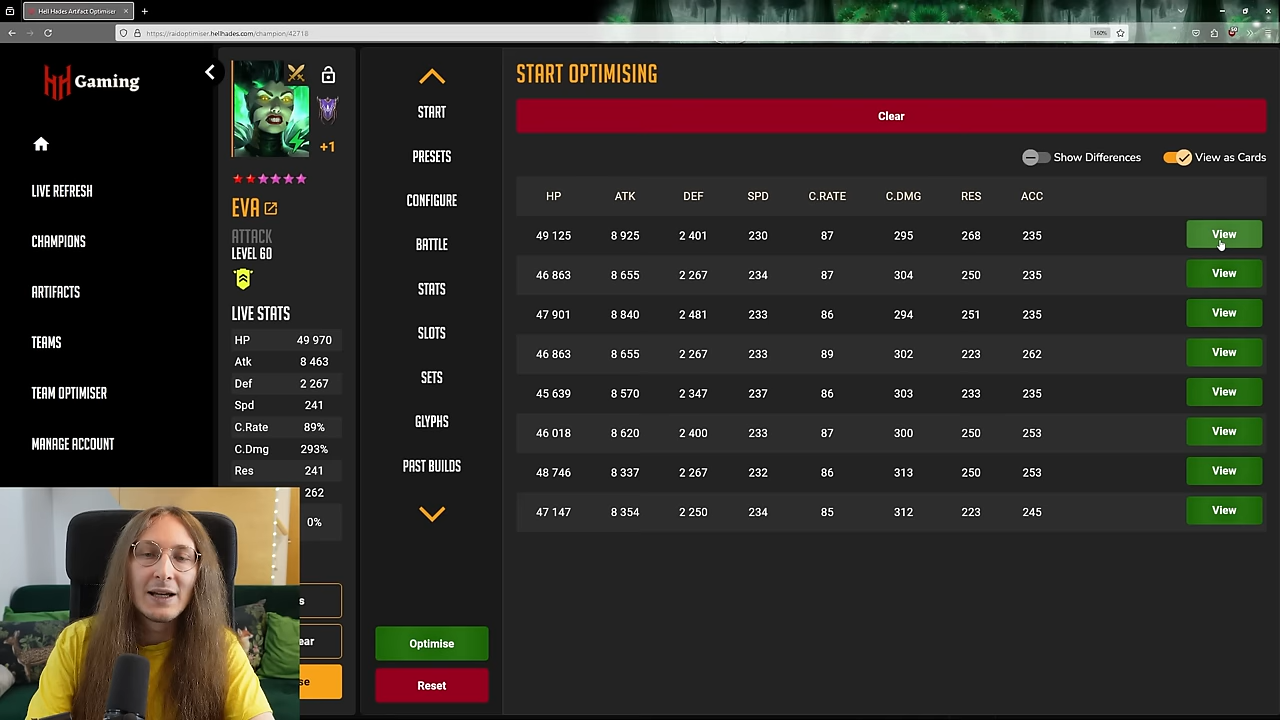 Hell Hades Artifact Optimiser
https://raidoptimiser.hellhades.com/champion/42718
160%
Gaming
LIVE REFRESH
CHAMPIONS
ARTIFACTS
TEAMS
TEAM OPTIMISER
MANAGE ACCOUNT
+1
EVA
ATTACK
LEVEL 60
LIVE STATS
HP 49 970
Atk 8 463
Def 2 267
Spd 241
C.Rate 89%
C.Dmg 293%
Res 241
262
0%
START
PRESETS
CONFIGURE
BATTLE
STATS
SLOTS
SETS
GLYPHS
PAST BUILDS
Optimise
Reset
START OPTIMISING
Clear
Show Differences View as Cards
HP ATK DEF SPD C.RATE C.DMG RES ACC
49 125 8 925 2 401 230 87 295 268 235 View
46 863 8 655 2 267 234 87 304 250 235 View
47 901 8 840 2 481 233 86 294 251 235 View
46 863 8 655 2 267 233 89 302 223 262 View
45 639 8 570 2 347 237 86 303 233 235 View
46 018 8 620 2 400 233 87 300 250 253 View
48 746 8 337 2 267 232 86 313 250 253 View
47 147 8 354 2 250 234 85 312 223 245 View